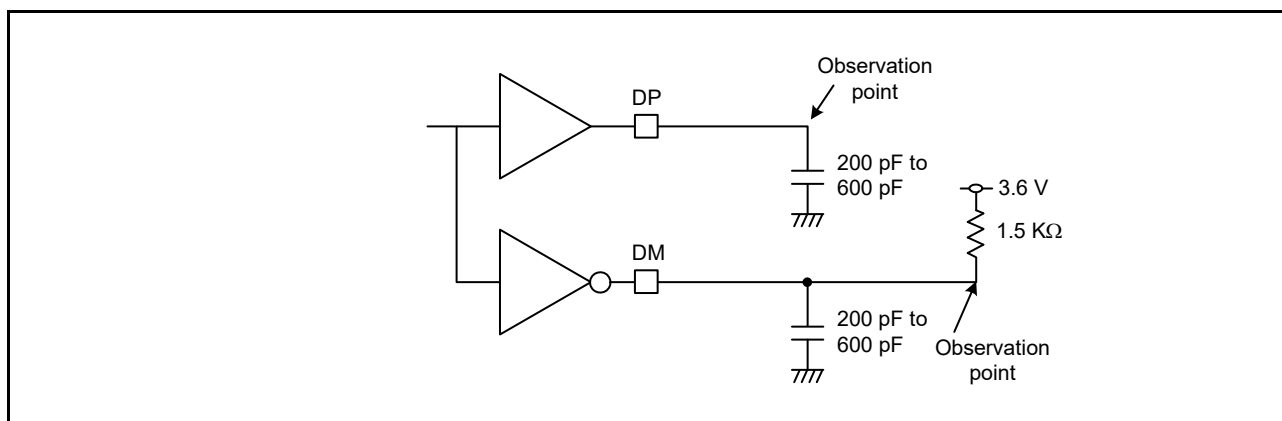 Observation
point
DP
200 pF to
600 pF
3.6 V
1.5 KΩ
DM
200 pF to
600 pF
Observation
point